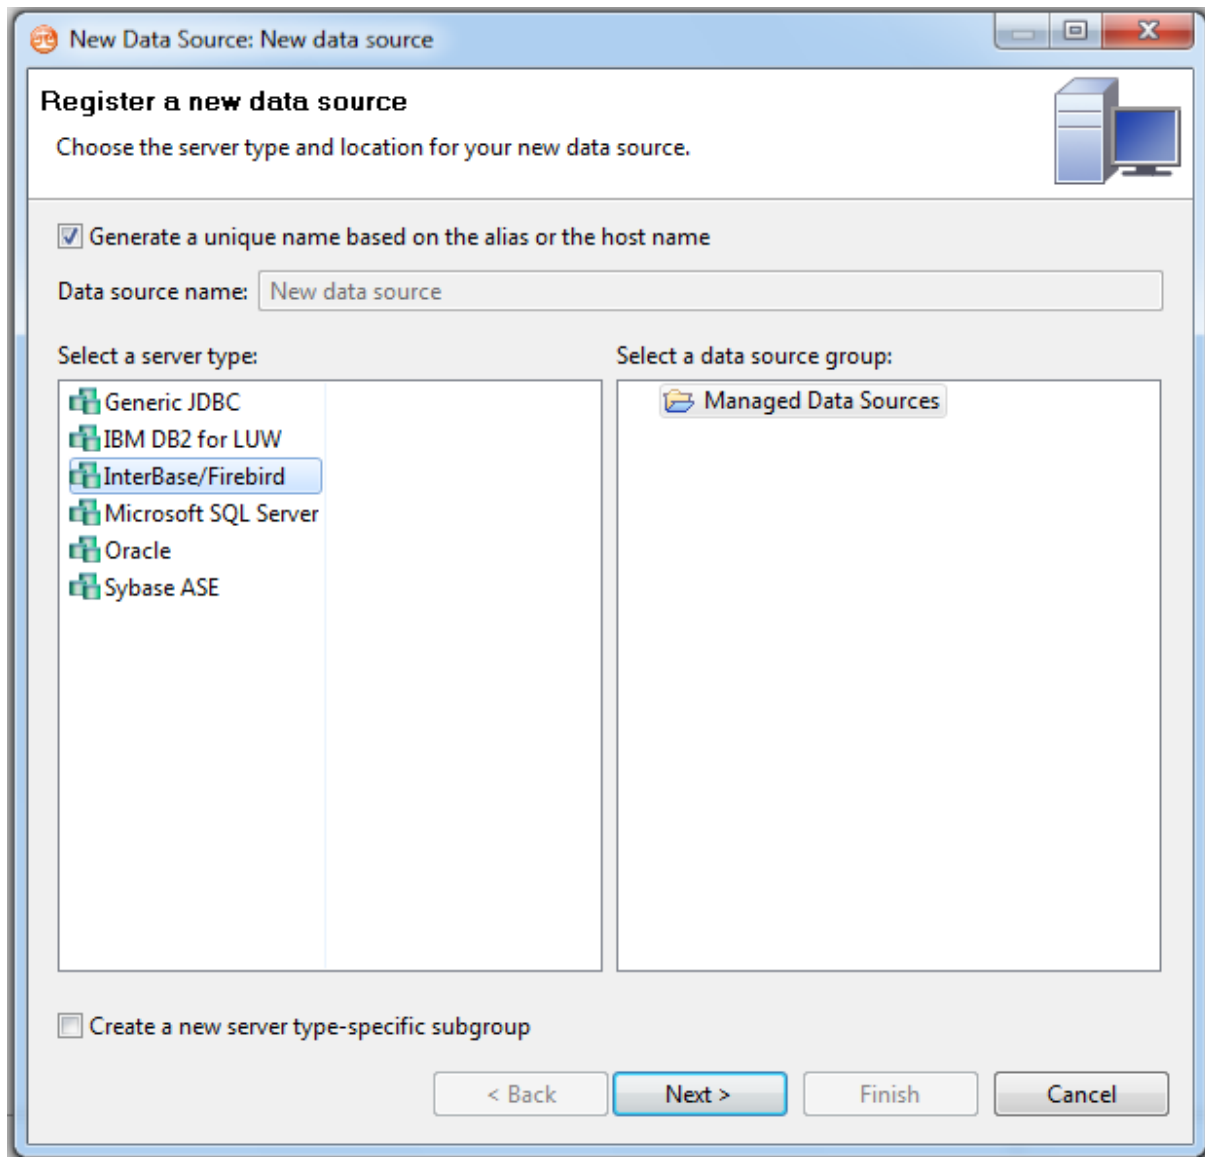 New Data Source: New data source
Register a new data source
Choose the server type and location for your new data source.
Generate a unique name based on the alias or the host name
Data source name: New data source
Select a server type:
Generic JDBC
IBM DB2 for LUW
InterBase/Firebird
Microsoft SQL Server
Oracle
Sybase ASE
Select a data source group:
Managed Data Sources
Create a new server type-specific subgroup
< Back Next > Finish Cancel